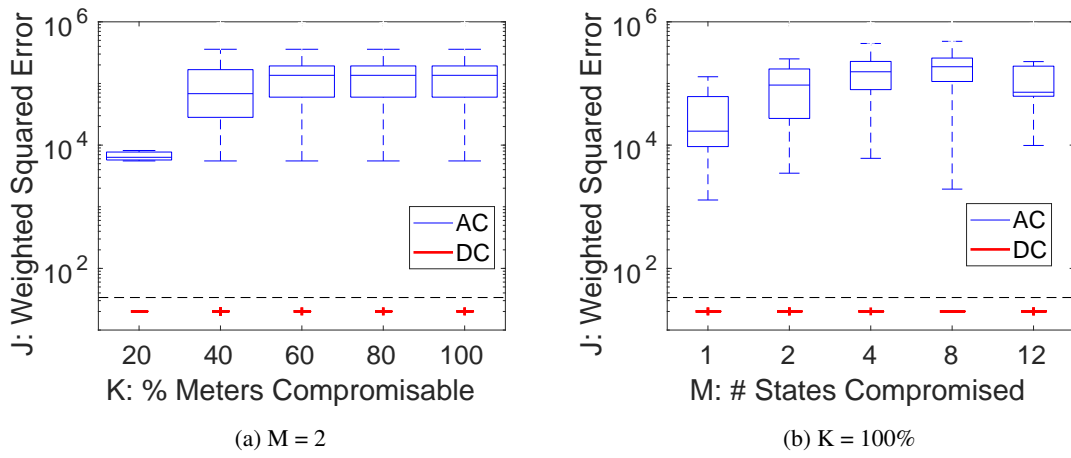 J: Weighted Squared Error
10^6
10^4
10^2
AC
DC
20 40 60 80 100
K: % Meters Compromisable
(a) M = 2
J: Weighted Squared Error
10^6
10^4
10^2
AC
DC
1 2 4 8 12
M: # States Compromised
(b) K = 100%